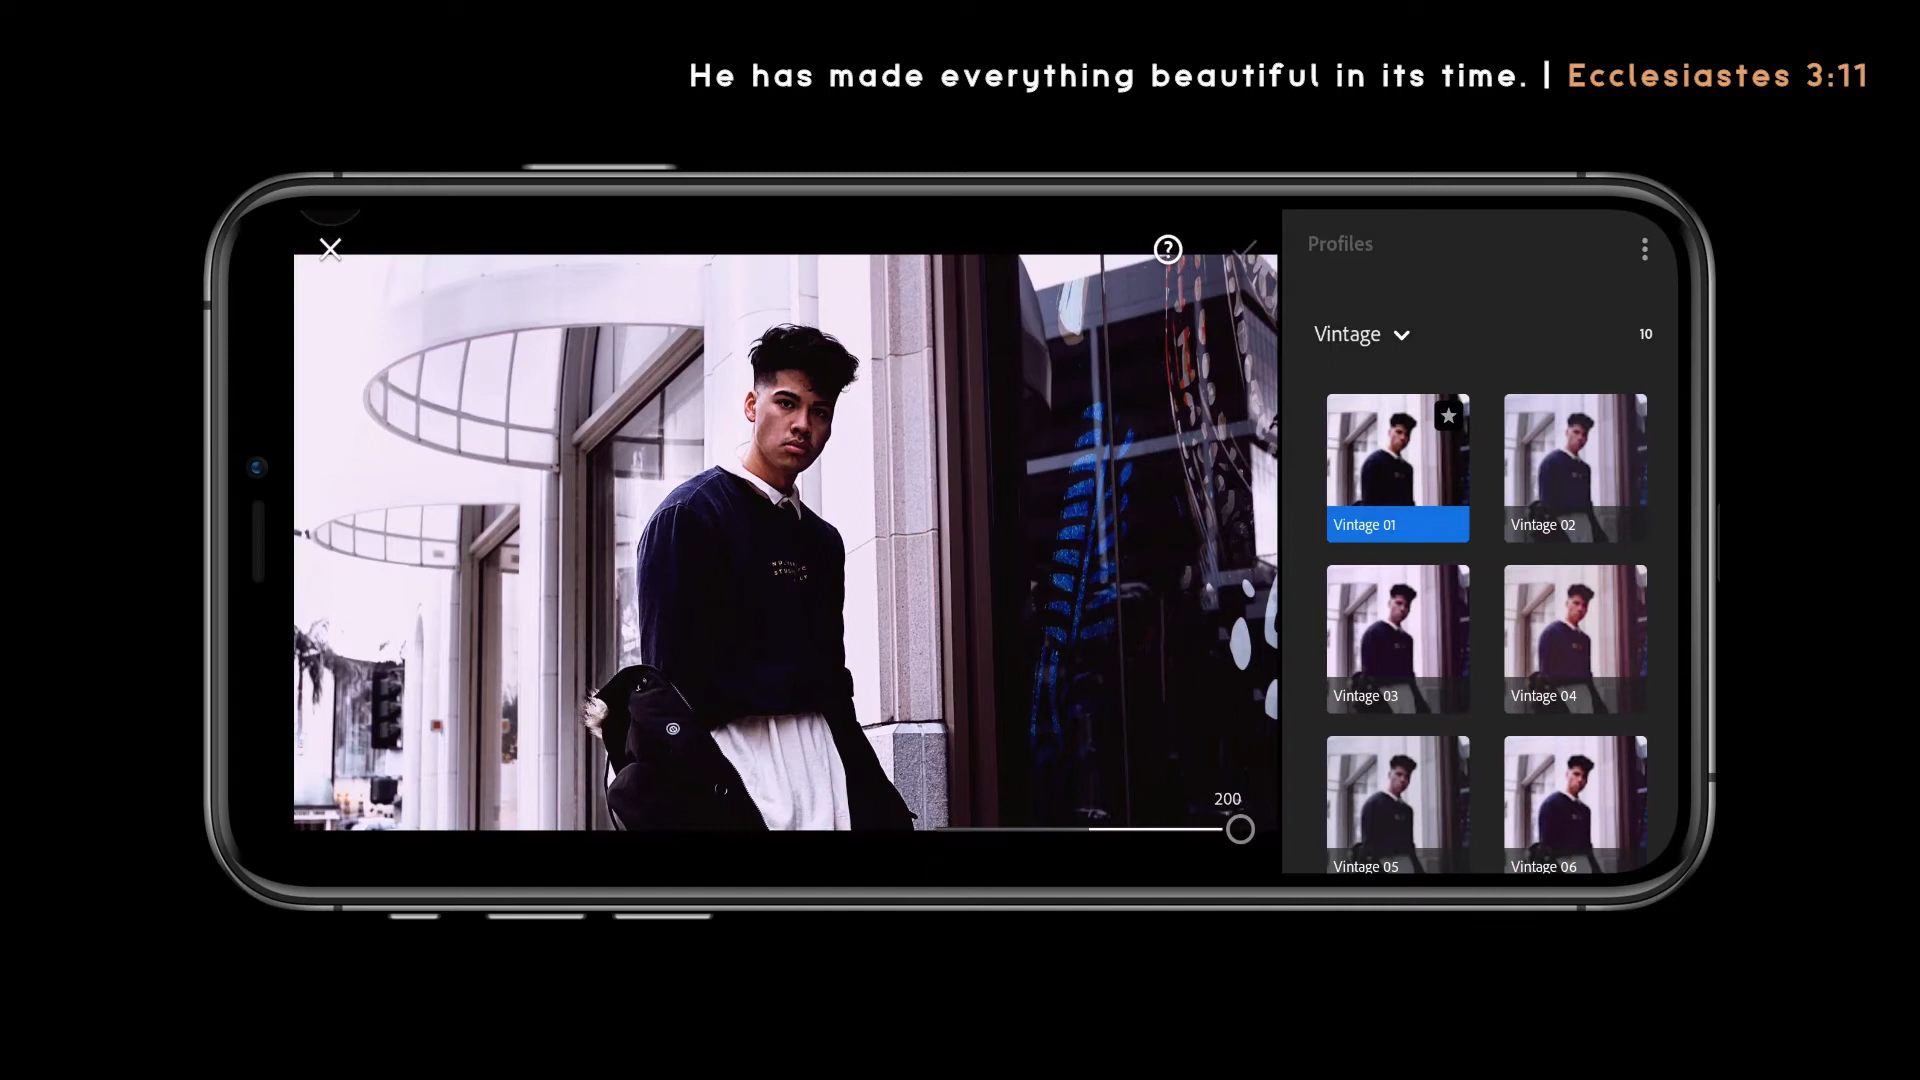 He has made everything beautiful in its time. | Ecclesiastes 3:11
Profiles
Vintage
10
Vintage 01
Vintage 02
Vintage 03
Vintage 04
Vintage 05
Vintage 06
200